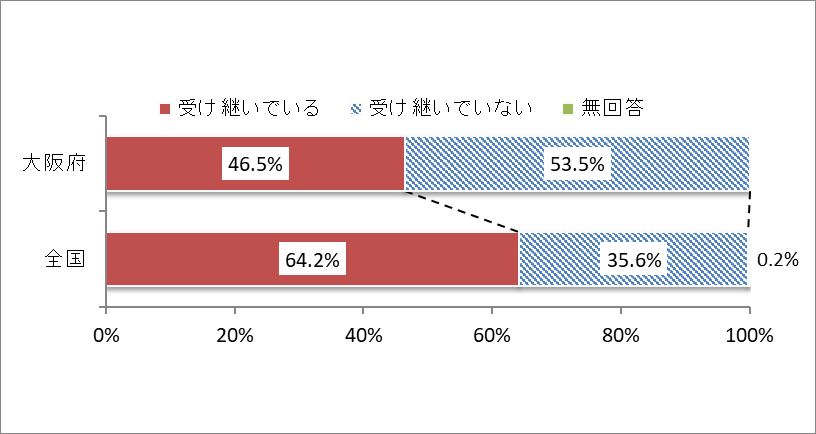 受け継いでいる 受け継いでいない 無回答
大阪府 46.5% 53.5%
全国 64.2% 35.6% 0.2%
0% 20% 40% 60% 80% 100%